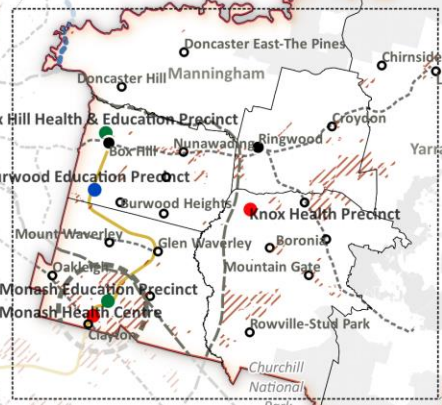 Doncaster East-The Pines
Chirnside
Manningham
Doncaster Hill
x Hill Health & Education Precinct
Croydon
Box Hill
Nunawading
Ringwood
Yarra
urwood Education Precinct
Burwood Heights
Knox Health Precinct
Mount Waverley
Glen Waverley
Boronia
Oakleigh
Mountain Gate
Monash Education Precinct
Monash Health Centre
Clayton
Rowville-Stud Park
Churchill
National
Park